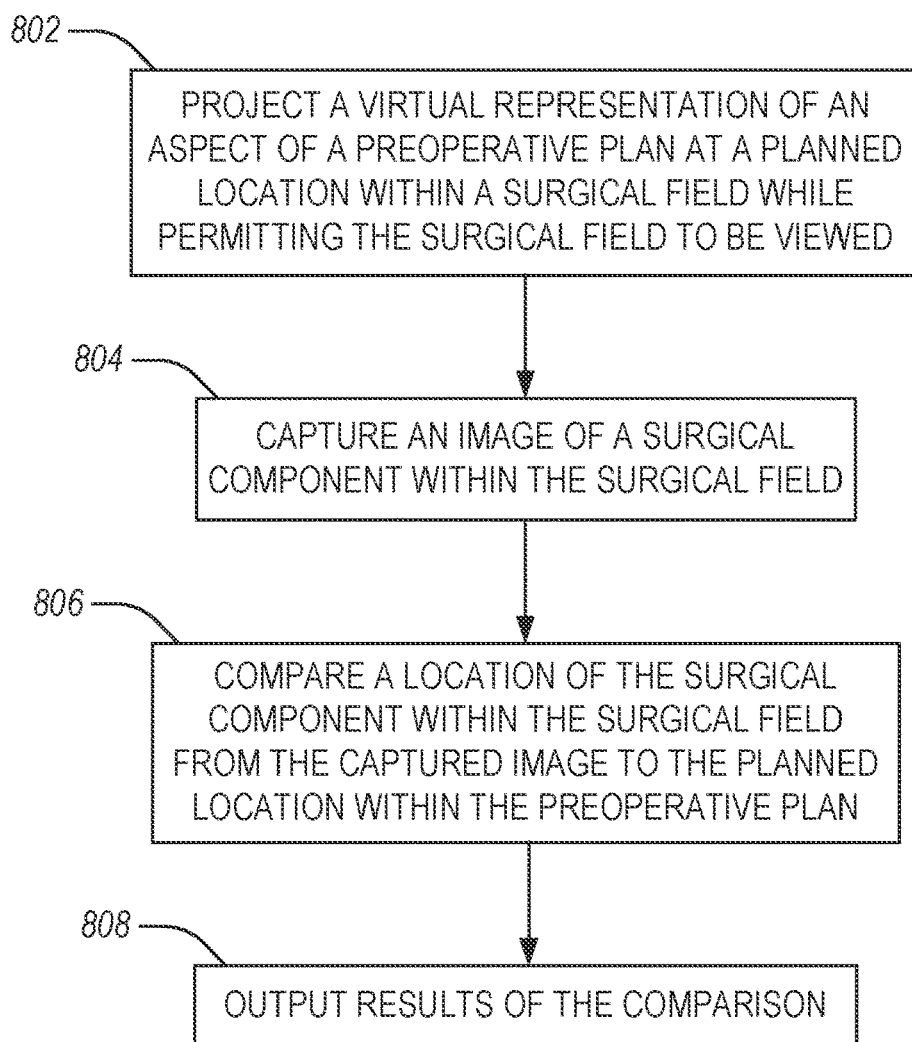 802
PROJECT A VIRTUAL REPRESENTATION OF AN
ASPECT OF A PREOPERATIVE PLAN AT A PLANNED
LOCATION WITHIN A SURGICAL FIELD WHILE
PERMITTING THE SURGICAL FIELD TO BE VIEWED
804
CAPTURE AN IMAGE OF A SURGICAL
COMPONENT WITHIN THE SURGICAL FIELD
806
COMPARE A LOCATION OF THE SURGICAL
COMPONENT WITHIN THE SURGICAL FIELD
FROM THE CAPTURED IMAGE TO THE PLANNED
LOCATION WITHIN THE PREOPERATIVE PLAN
808
OUTPUT RESULTS OF THE COMPARISON